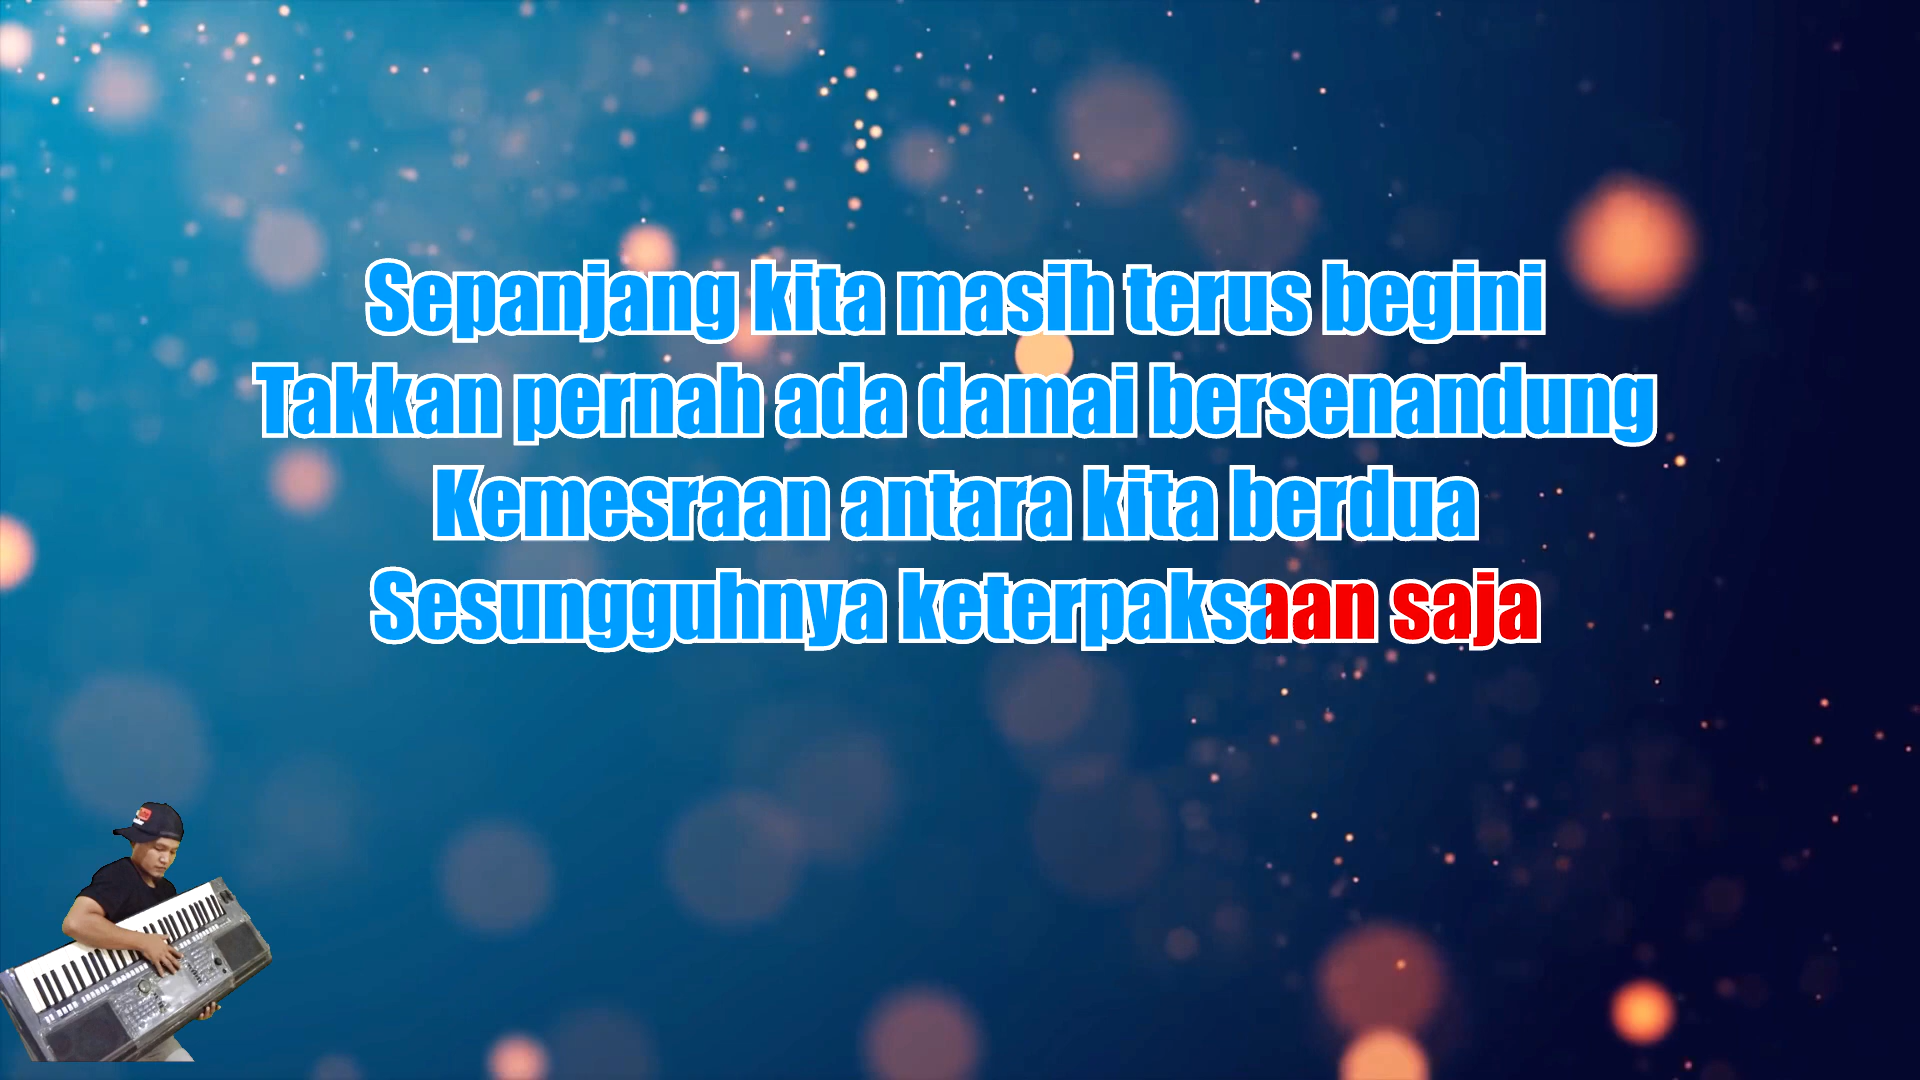 Sepanjang kita masih terus begini
Takkan pernah ada damai bersenandung
Kemesraan antara kita berdua
Sesungguhnya keterpaksaan saja